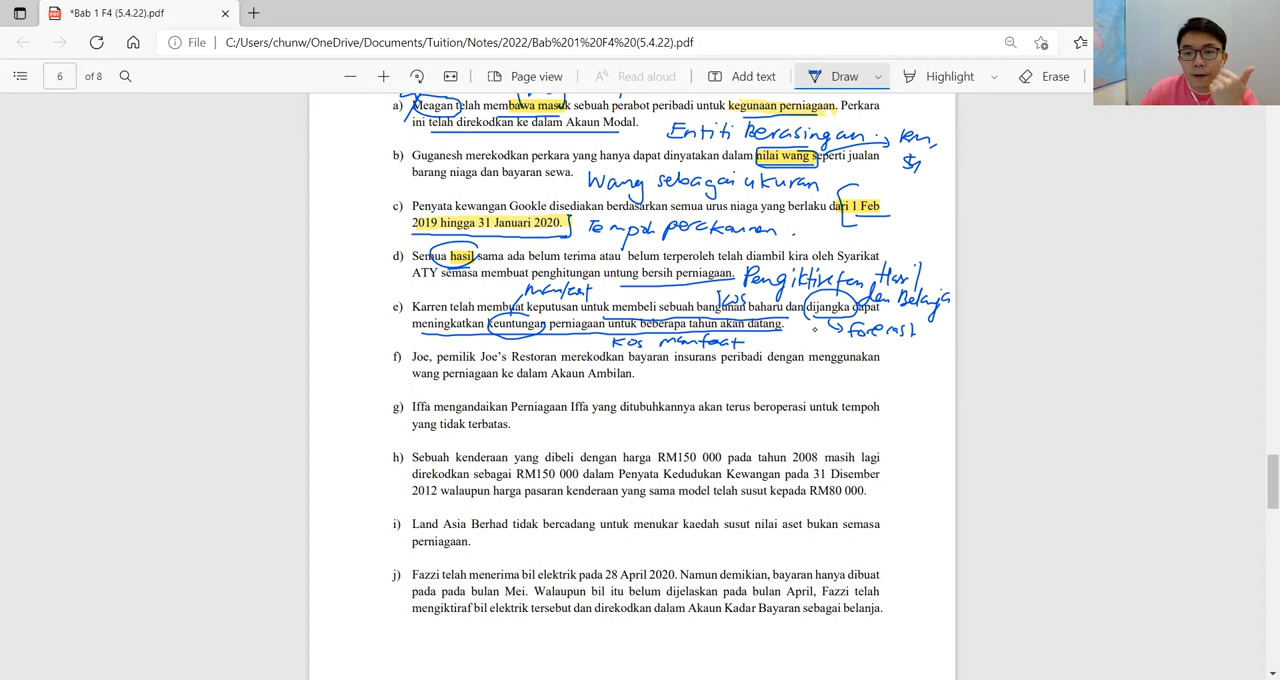 *Bab 1 F4 (5.4.22).pdf
File C:/Users/chunw/OneDrive/Documents/Tuition/Notes/2022/Bab%201%20F4%20(5.4.22).pdf
6 of 8 Page view Read aloud Add text Draw Highlight Erase
a) Meagan telah membawa masuk sebuah perabot peribadi untuk kegunaan perniagaan. Perkara
ini telah direkodkan ke dalam Akaun Modal.
Entiti berasingan.
RM,
$
b) Guganesh merekodkan perkara yang hanya dapat dinyatakan dalam nilai wang seperti jualan
barang niaga dan bayaran sewa.
Wang sebagai ukuran
c) Penyata kewangan Gookle disediakan berdasarkan semua urus niaga yang berlaku dari 1 Feb
2019 hingga 31 Januari 2020.
Tempoh perakaunan.
d) Semua hasil sama ada belum terima atau belum terperoleh telah diambil kira oleh Syarikat
ATY semasa membuat penghitungan untung bersih perniagaan.
Pengiktirafan Hasil
dan Belanja
manfaat
kos
e) Karren telah membuat keputusan untuk membeli sebuah bangunan baharu dan dijangka dapat
meningkatkan keuntungan perniagaan untuk beberapa tahun akan datang.
forecast
kos manfaat
f) Joe, pemilik Joe's Restoran merekodkan bayaran insurans peribadi dengan menggunakan
wang perniagaan ke dalam Akaun Ambilan.
g) Iffa mengandaikan Perniagaan Iffa yang ditubuhkannya akan terus beroperasi untuk tempoh
yang tidak terbatas.
h) Sebuah kenderaan yang dibeli dengan harga RM150 000 pada tahun 2008 masih lagi
direkodkan sebagai RM150 000 dalam Penyata Kedudukan Kewangan pada 31 Disember
2012 walaupun harga pasaran kenderaan yang sama model telah susut kepada RM80 000.
i) Land Asia Berhad tidak bercadang untuk menukar kaedah susut nilai aset bukan semasa
perniagaan.
j) Fazzi telah menerima bil elektrik pada 28 April 2020. Namun demikian, bayaran hanya dibuat
pada pada bulan Mei. Walaupun bil itu belum dijelaskan pada bulan April, Fazzi telah
mengiktiraf bil elektrik tersebut dan direkodkan dalam Akaun Kadar Bayaran sebagai belanja.